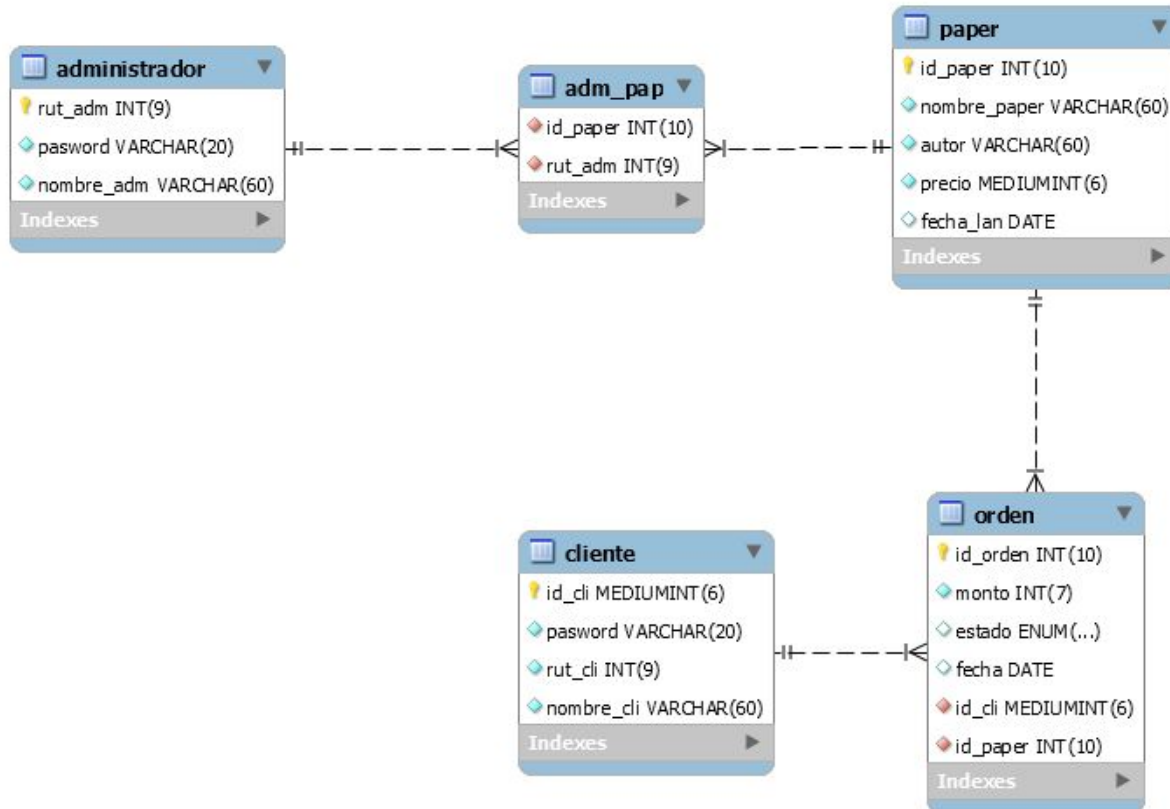 administrador
rut_adm INT(9)
pasword VARCHAR(20)
nombre_adm VARCHAR(60)
Indexes
adm_pap
id_paper INT(10)
rut_adm INT(9)
Indexes
paper
id_paper INT(10)
nombre_paper VARCHAR(60)
autor VARCHAR(60)
precio MEDIUMINT(6)
fecha_lan DATE
Indexes
cliente
id_cli MEDIUMINT(6)
pasword VARCHAR(20)
rut_cli INT(9)
nombre_cli VARCHAR(60)
Indexes
orden
id_orden INT(10)
monto INT(7)
estado ENUM(...)
fecha DATE
id_cli MEDIUMINT(6)
id_paper INT(10)
Indexes